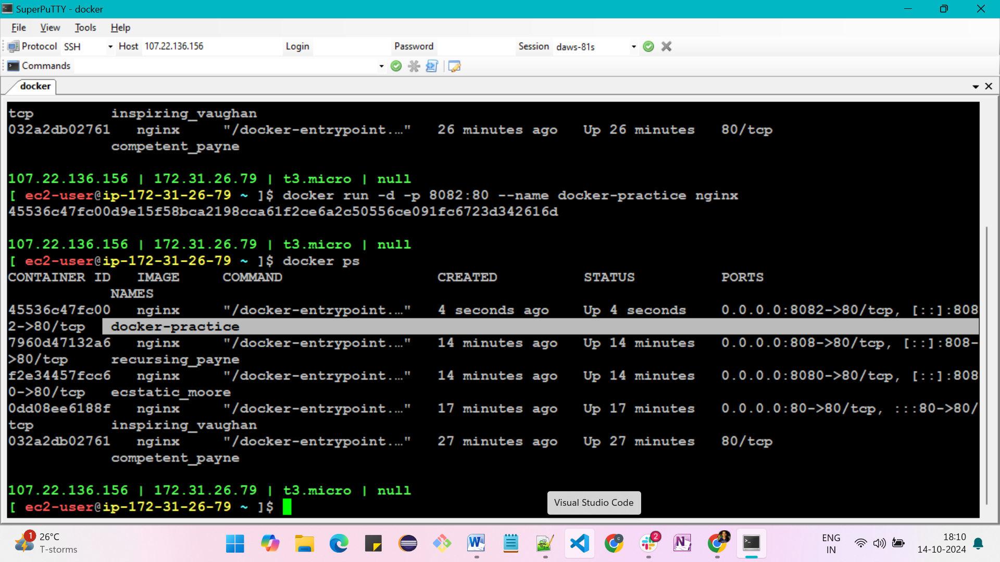 SuperPuTTY - docker
File View Tools Help
Protocol SSH Host 107.22.136.156 Login Password Session daws-81s
Commands
docker
tcp         inspiring_vaughan
032a2db02761   nginx     "/docker-entrypoint.…"   26 minutes ago   Up 26 minutes   80/tcp
            competent_payne
107.22.136.156 | 172.31.26.79 | t3.micro | null
[ ec2-user@ip-172-31-26-79 ~ ]$ docker run -d -p 8082:80 --name docker-practice nginx
45536c47fc00d9e15f58bca2198cca61f2ce6a2c50556ce091fc6723d342616d
107.22.136.156 | 172.31.26.79 | t3.micro | null
[ ec2-user@ip-172-31-26-79 ~ ]$ docker ps
CONTAINER ID   IMAGE     COMMAND                  CREATED          STATUS          PORTS
            NAMES
45536c47fc00   nginx     "/docker-entrypoint.…"   4 seconds ago    Up 4 seconds    0.0.0.0:8082->80/tcp, [::]:808
2->80/tcp   docker-practice
7960d47132a6   nginx     "/docker-entrypoint.…"   14 minutes ago   Up 14 minutes   0.0.0.0:808->80/tcp, [::]:808-
>80/tcp     recursing_payne
f2e34457fcc6   nginx     "/docker-entrypoint.…"   14 minutes ago   Up 14 minutes   0.0.0.0:8080->80/tcp, [::]:808
0->80/tcp   ecstatic_moore
0dd08ee6188f   nginx     "/docker-entrypoint.…"   17 minutes ago   Up 17 minutes   0.0.0.0:80->80/tcp, :::80->80/
tcp         inspiring_vaughan
032a2db02761   nginx     "/docker-entrypoint.…"   27 minutes ago   Up 27 minutes   80/tcp
            competent_payne
107.22.136.156 | 172.31.26.79 | t3.micro | null
[ ec2-user@ip-172-31-26-79 ~ ]$
Visual Studio Code
1 26°C
T-storms
W
2
N
c
ENG
IN
18:10
14-10-2024